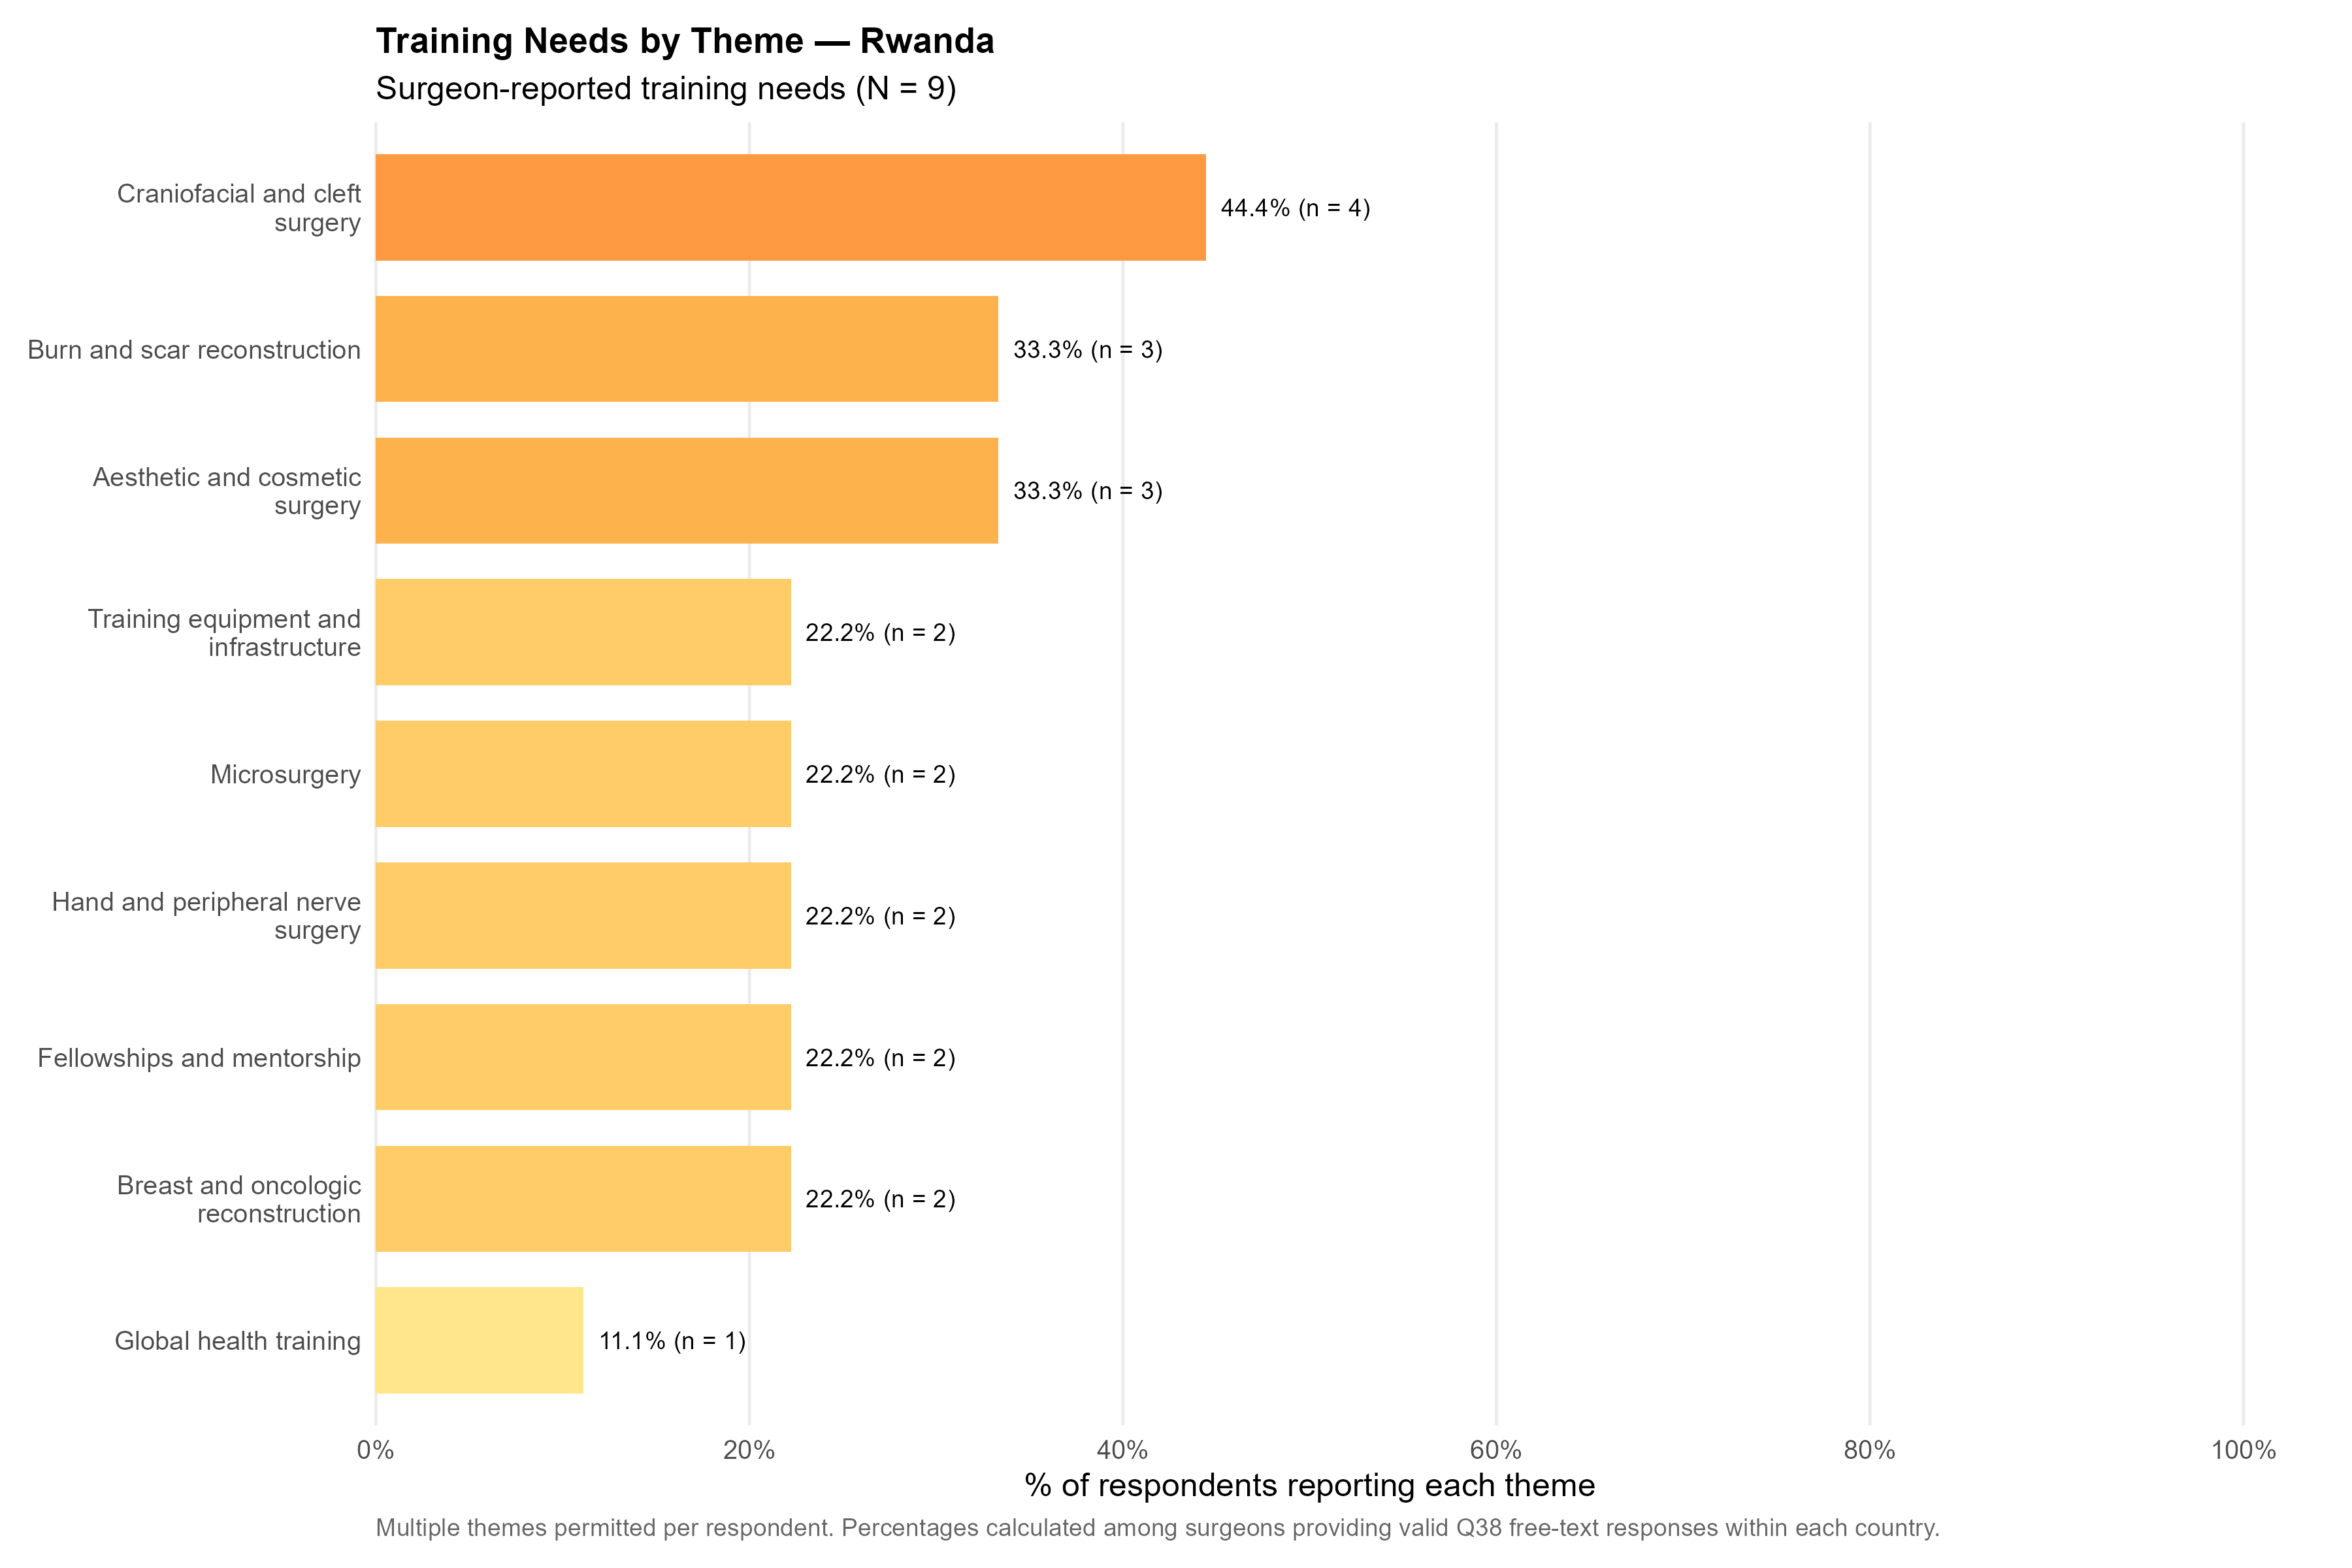 Training Needs by Theme — Rwanda
Surgeon-reported training needs (N = 9)
Craniofacial and cleft
surgery
44.4% (n = 4)
Burn and scar reconstruction
33.3% (n = 3)
Aesthetic and cosmetic
surgery
33.3% (n = 3)
Training equipment and
infrastructure
22.2% (n = 2)
Microsurgery
22.2% (n = 2)
Hand and peripheral nerve
surgery
22.2% (n = 2)
Fellowships and mentorship
22.2% (n = 2)
Breast and oncologic
reconstruction
22.2% (n = 2)
Global health training
11.1% (n = 1)
0% 20% 40% 60% 80% 100%
% of respondents reporting each theme
Multiple themes permitted per respondent. Percentages calculated among surgeons providing valid Q38 free-text responses within each country.